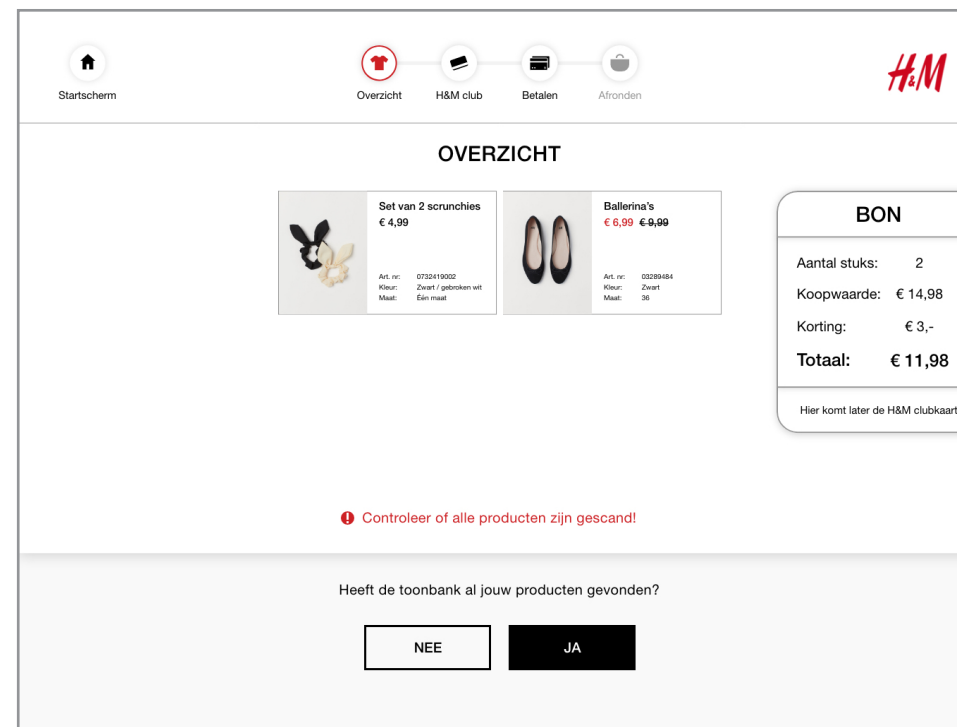 Startscherm
Overzicht
H&M club
Betalen
Afronden
H&M
OVERZICHT
Set van 2 scrunchies
€ 4,99
Art. nr: 0732419002
Kleur: Zwart / gebroken wit
Maat: Één maat
Ballerina's
€ 6,99 € 9,99
Art. nr: 03289484
Kleur: Zwart
Maat: 36
BON
Aantal stuks: 2
Koopwaarde: € 14,98
Korting: € 3,-
Totaal: € 11,98
Hier komt later de H&M clubkaart
Controleer of alle producten zijn gescand!
Heeft de toonbank al jouw producten gevonden?
NEE
JA